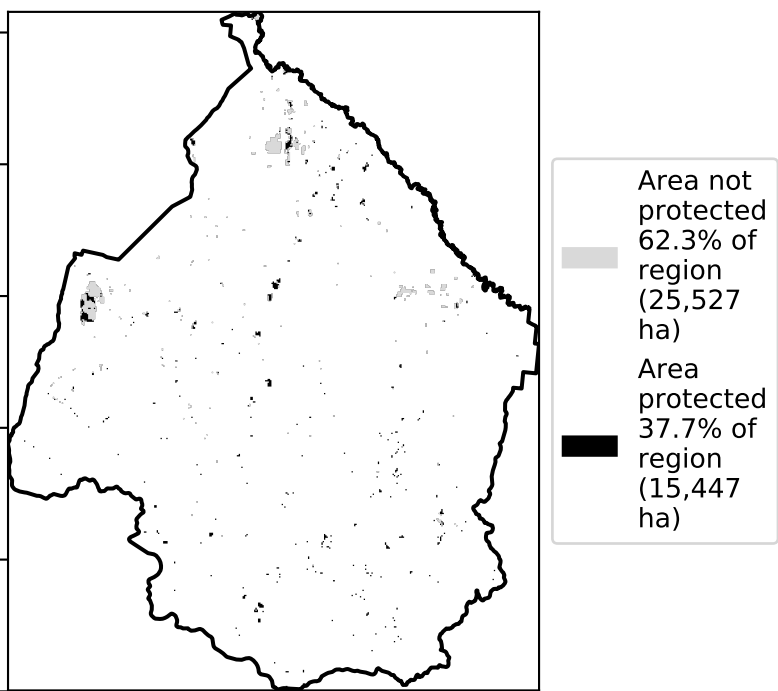 Area not
protected
62.3% of
region
(25,527
ha)
Area
protected
37.7% of
region
(15,447
ha)